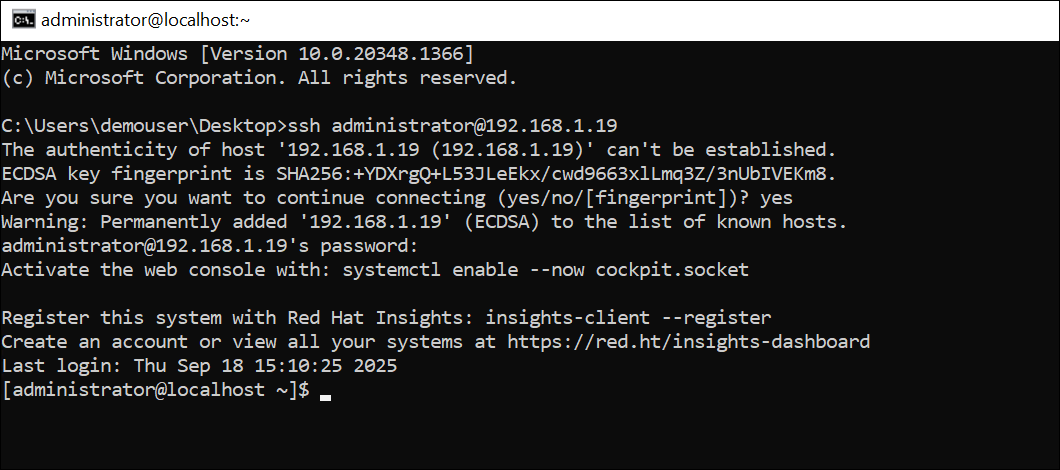 administrator@localhost:~
Microsoft Windows [Version 10.0.20348.1366]
(c) Microsoft Corporation. All rights reserved.
C:\Users\demouser\Desktop>ssh administrator@192.168.1.19
The authenticity of host '192.168.1.19 (192.168.1.19)' can't be established.
ECDSA key fingerprint is SHA256:+YDXrgQ+L53JLeEkx/cwd9663xlLmq3Z/3nUbIVEKm8.
Are you sure you want to continue connecting (yes/no/[fingerprint])? yes
Warning: Permanently added '192.168.1.19' (ECDSA) to the list of known hosts.
administrator@192.168.1.19's password:
Activate the web console with: systemctl enable --now cockpit.socket
Register this system with Red Hat Insights: insights-client --register
Create an account or view all your systems at https://red.ht/insights-dashboard
Last login: Thu Sep 18 15:10:25 2025
[administrator@localhost ~]$